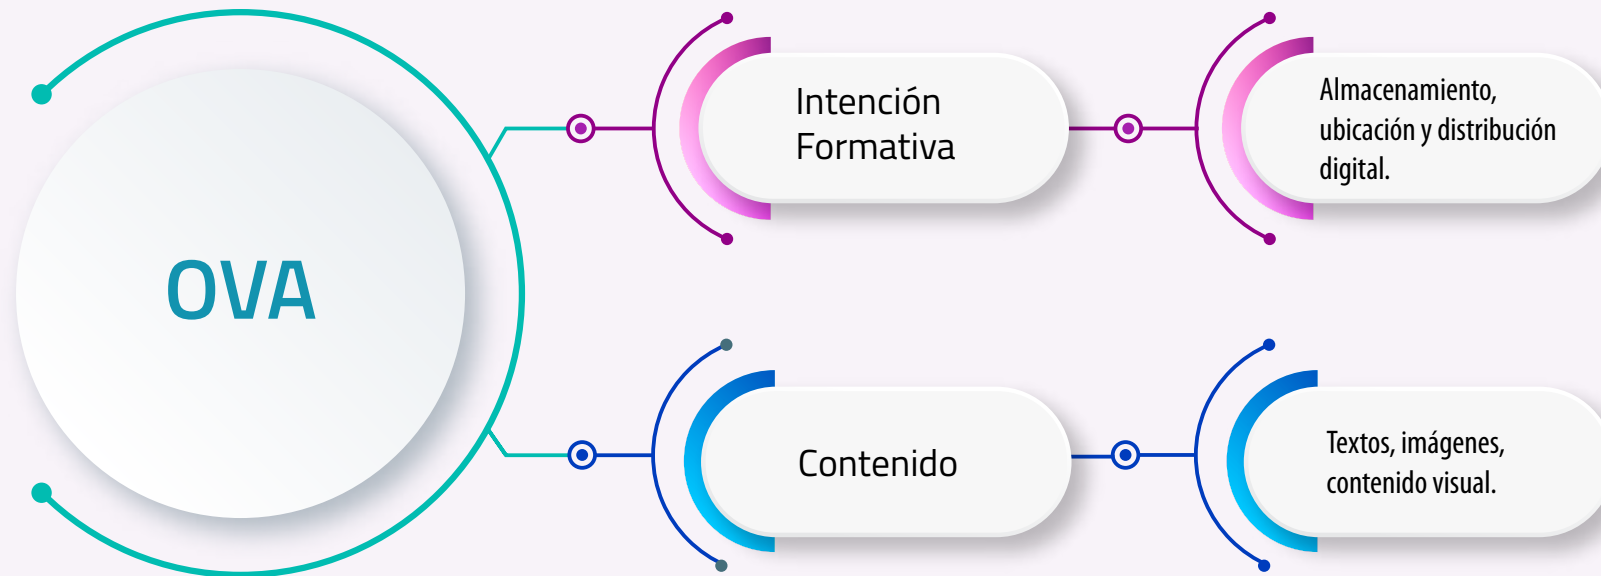 OVA
Intención
Formativa
Almacenamiento,
ubicación y distribución
digital.
Contenido
Textos, imágenes,
contenido visual.